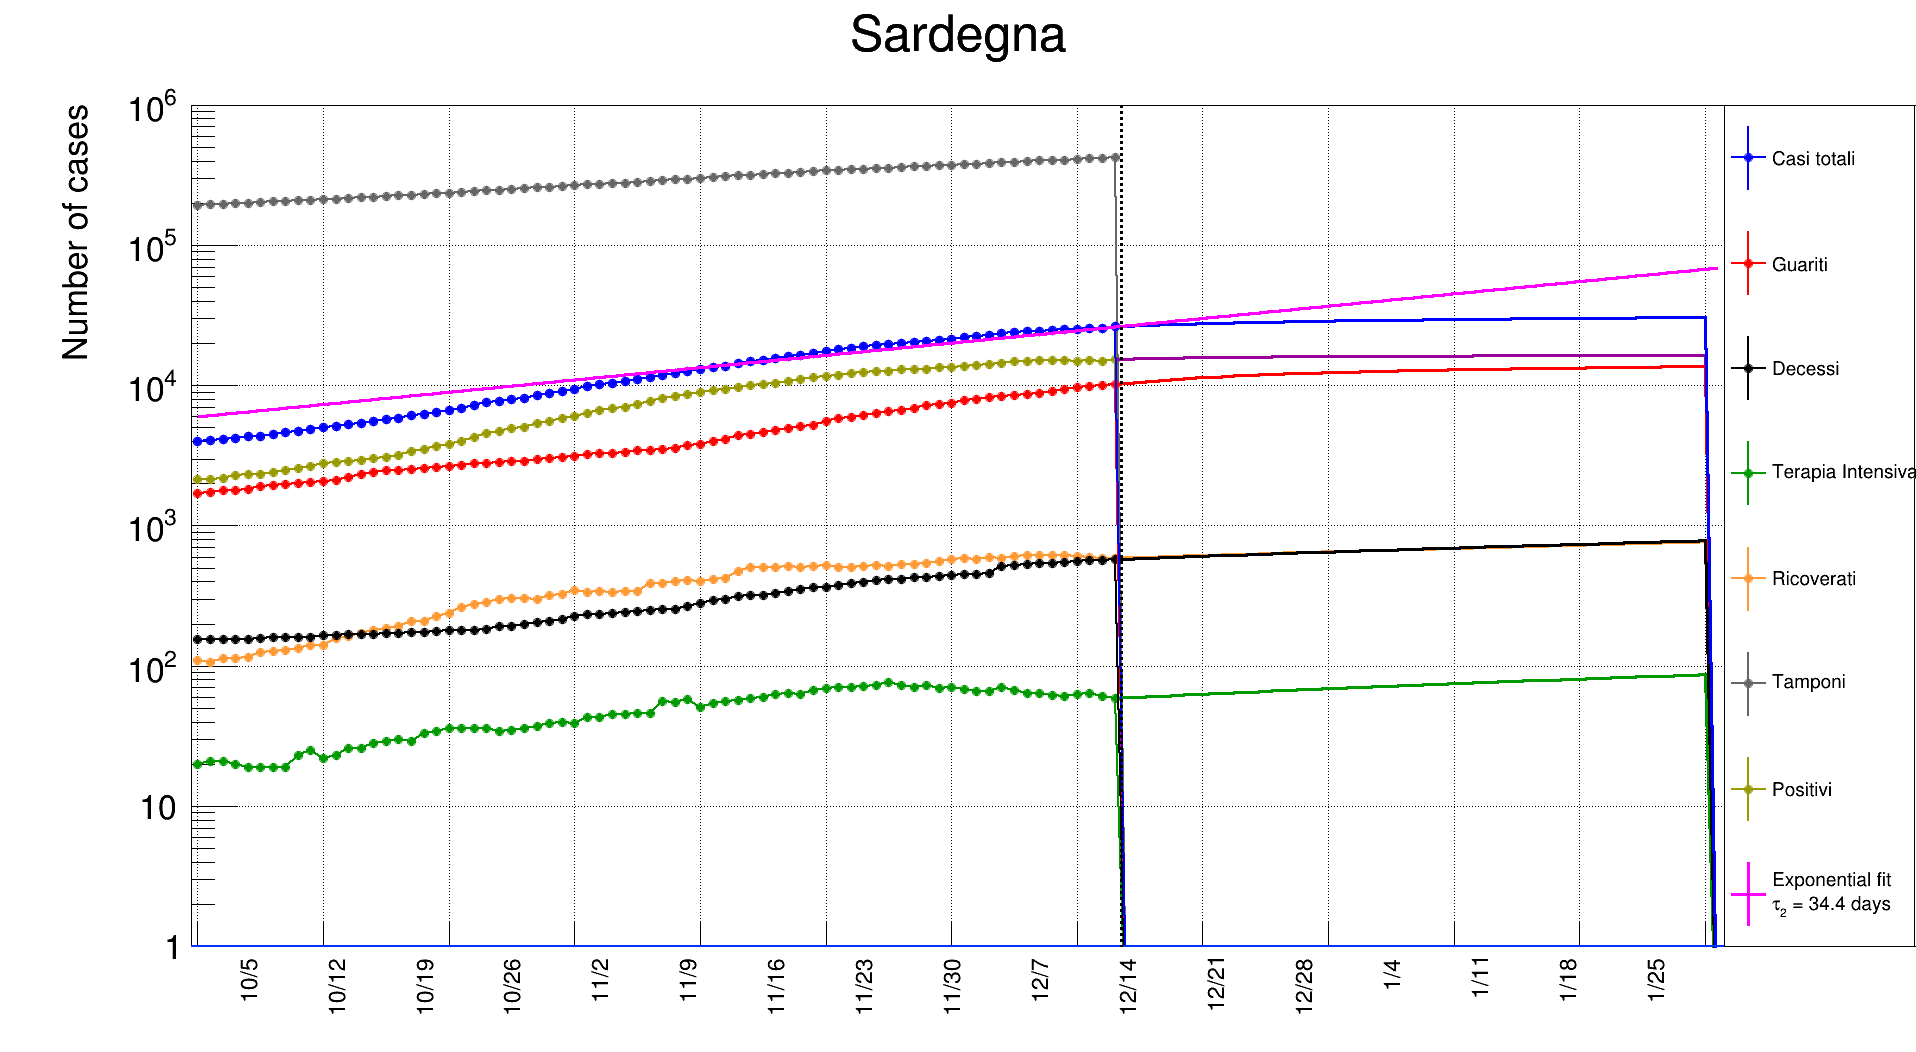 Sardegna
Number of cases
10^6
10^5
10^4
10^3
10^2
10
1
10/5
10/12
10/19
10/26
11/2
11/9
11/16
11/23
11/30
12/7
12/14
12/21
12/28
1/4
1/11
1/18
1/25
Casi totali
Guariti
Decessi
Terapia Intensiva
Ricoverati
Tamponi
Positivi
Exponential fit
τ_2 = 34.4 days